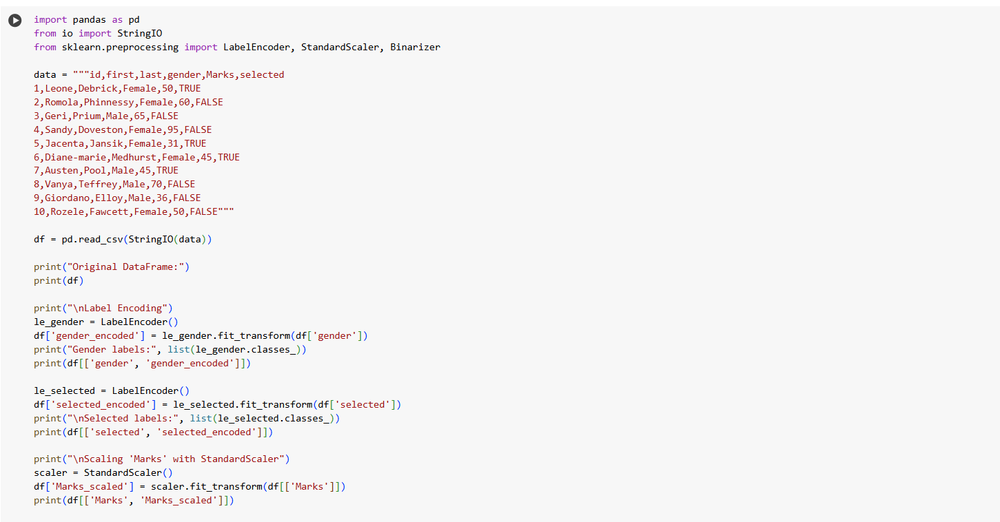 import pandas as pd
from io import StringIO
from sklearn.preprocessing import LabelEncoder, StandardScaler, Binarizer
data = """id,first,last,gender,Marks,selected
1,Leone,Debrick,Female,50,TRUE
2,Romola,Phinnessy,Female,60,FALSE
3,Geri,Prium,Male,65,FALSE
4,Sandy,Doveston,Female,95,FALSE
5,Jacenta,Jansik,Female,31,TRUE
6,Diane-marie,Medhurst,Female,45,TRUE
7,Austen,Pool,Male,45,TRUE
8,Vanya,Teffrey,Male,70,FALSE
9,Giordano,Elloy,Male,36,FALSE
10,Rozele,Fawcett,Female,50,FALSE"""
df = pd.read_csv(StringIO(data))
print("Original DataFrame:")
print(df)
print("\nLabel Encoding")
le_gender = LabelEncoder()
df['gender_encoded'] = le_gender.fit_transform(df['gender'])
print("Gender labels:", list(le_gender.classes_))
print(df[['gender', 'gender_encoded']])
le_selected = LabelEncoder()
df['selected_encoded'] = le_selected.fit_transform(df['selected'])
print("\nSelected labels:", list(le_selected.classes_))
print(df[['selected', 'selected_encoded']])
print("\nScaling 'Marks' with StandardScaler")
scaler = StandardScaler()
df['Marks_scaled'] = scaler.fit_transform(df[['Marks']])
print(df[['Marks', 'Marks_scaled']])